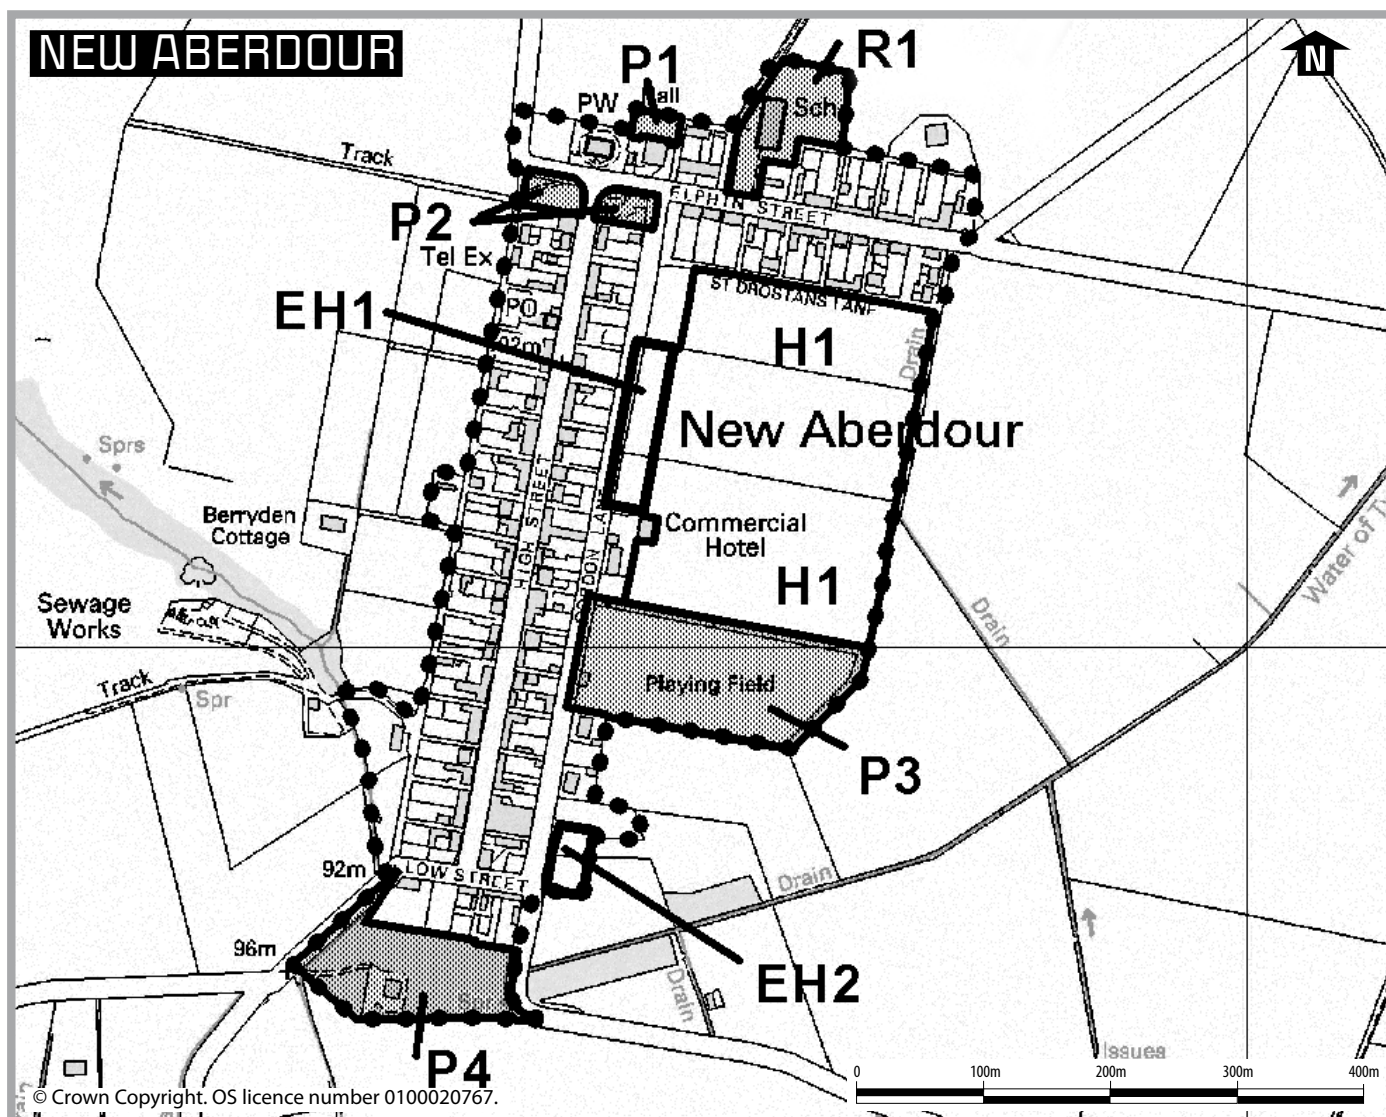 NEW ABERDOUR
N
P1
R1
PW
Hall
Sch
Track
P2
ELPHIN STREET
Tel Ex
ST DROSTANS LANE
EH1
PO
92m
H1
Drain
New Aberdour
Sprs
HIGH STREET
Berryden
Cottage
Commercial
Hotel
H1
Sewage
Works
Drain
Track
Spr
Playing Field
P3
92m
LOW STREET
Drain
96m
EH2
Drain
P4
Issues
0 100m 200m 300m 400m
© Crown Copyright. OS licence number 0100020767.